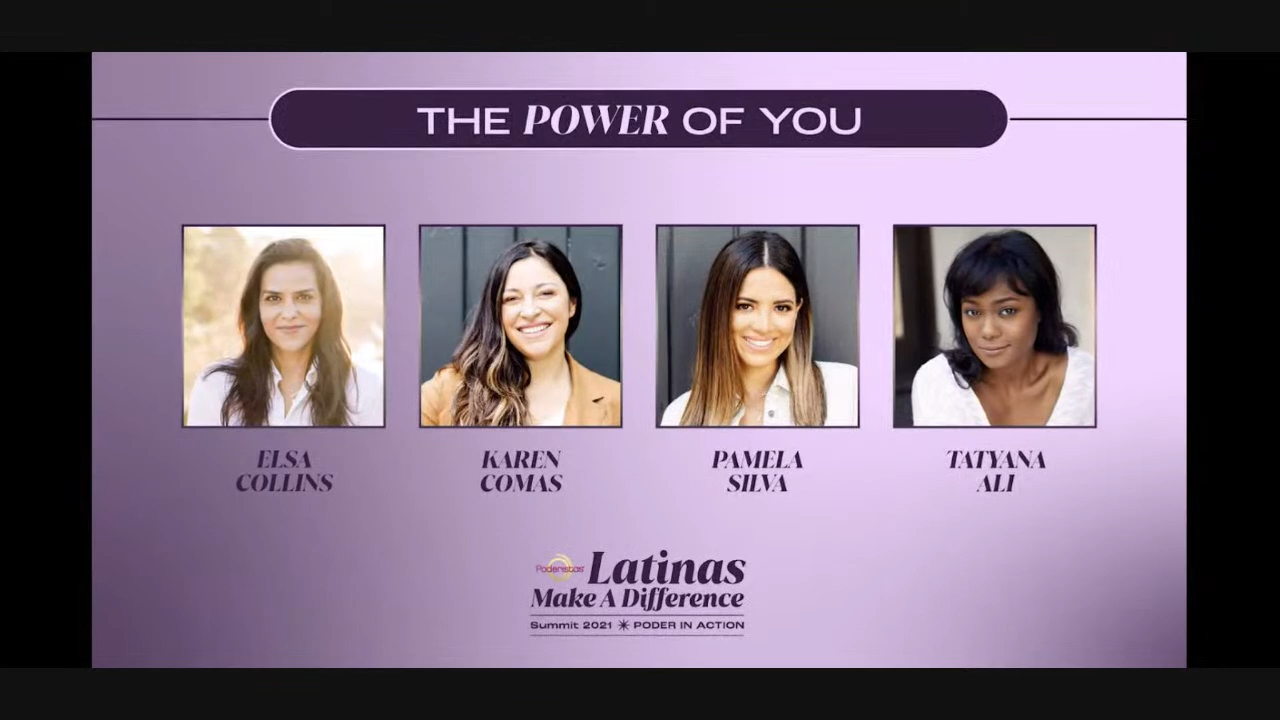 THE POWER OF YOU
ELSA
COLLINS
KAREN
COMAS
PAMELA
SILVA
TATYANA
ALI
Poderistas Latinas
Make A Difference
Summit 2021 PODER IN ACTION